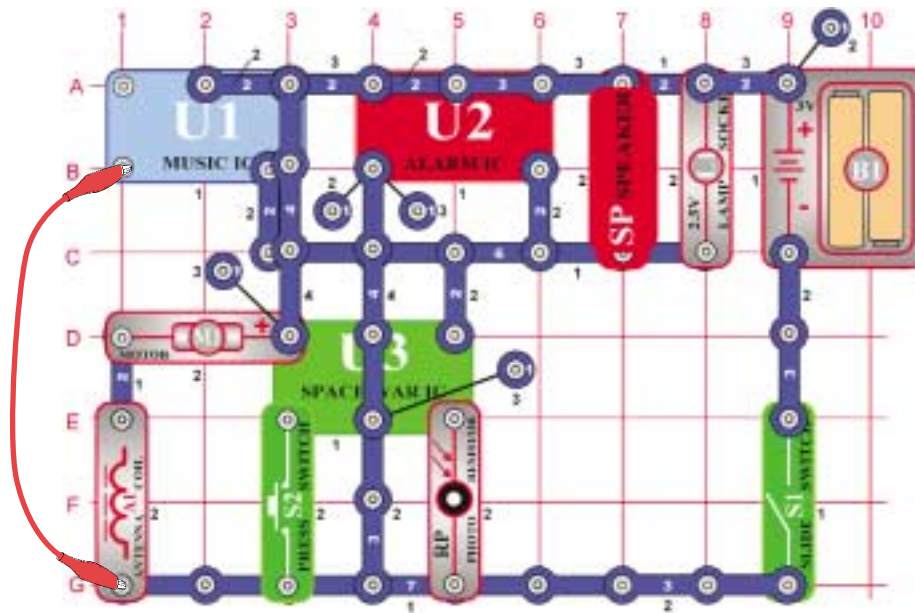 1 2 3 4 5 6 7 8 9 10
A
B
C
D
E
F
G
U1
MUSIC IC
U2
ALARM IC
SP SPEAKER
2.5V LAMP SOCKET
3V
+
-
B1
M1
+
MOTOR
U3
SPACE WAR IC
A1
ANTENNA COIL
S2
PRESS SWITCH
RP
PHOTO RESISTOR
S1
SLIDE SWITCH